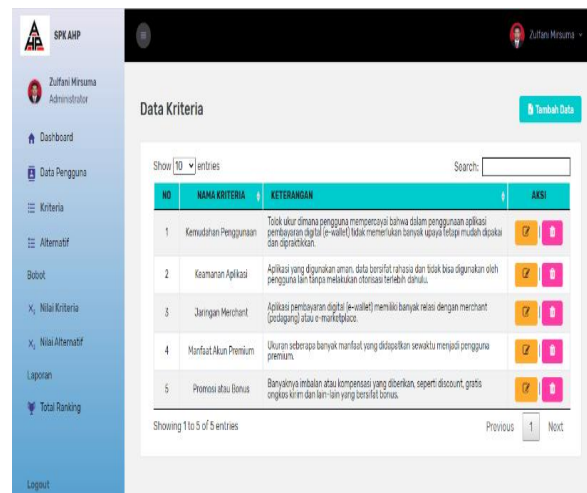 AHP
SPK AHP
Zulfani Mirsuma
Zulfani Mirsuma
Administrator
Dashboard
Data Pengguna
Kriteria
Alternatif
Bobot
X₁ Nilai Kriteria
X₁ Nilai Alternatif
Laporan
Total Ranking
Logout
Data Kriteria
Tambah Data
Show 10 entries
Search:
NO NAMA KRITERIA KETERANGAN AKSI
1 Kemudahan Penggunaan Tolok ukur dimana pengguna mempercayai bahwa dalam penggunaan aplikasi
pembayaran digital (e-wallet) tidak memerlukan banyak upaya tetapi mudah dipakai
dan dipraktikkan.
2 Keamanan Aplikasi Aplikasi yang digunakan aman, data bersifat rahasia dan tidak bisa digunakan oleh
pengguna lain tanpa melakukan otorisasi terlebih dahulu.
3 Jaringan Merchant Aplikasi pembayaran digital (e-wallet) memiliki banyak relasi dengan merchant
(pedagang) atau e-marketplace.
4 Manfaat Akun Premium Ukuran seberapa banyak manfaat yang didapatkan sewaktu menjadi pengguna
premium.
5 Promosi atau Bonus Banyaknya imbalan atau kompensasi yang diberikan, seperti discount, gratis
ongkos kirim dan lain-lain yang bersifat bonus.
Showing 1 to 5 of 5 entries
Previous 1 Next